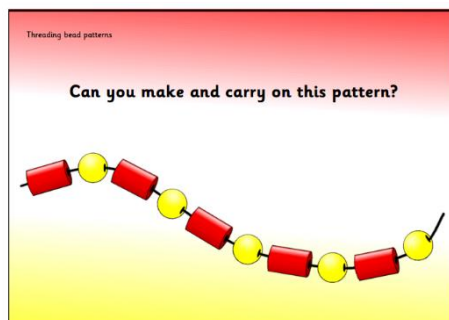 Threading bead patterns
Can you make and carry on this pattern?